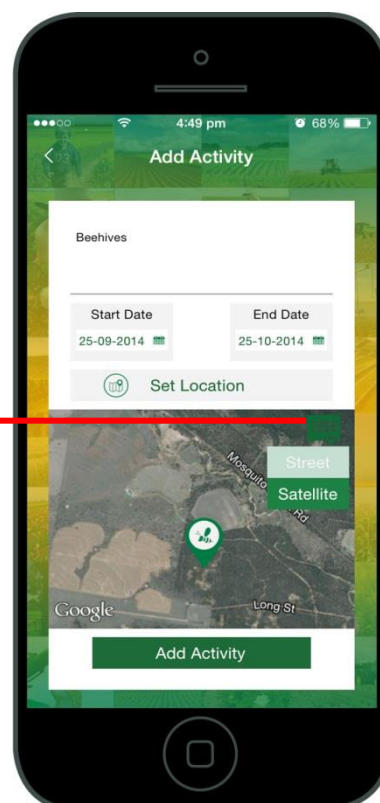 4:49 pm
68%
Add Activity
Beehives
Start Date
End Date
25-09-2014
25-10-2014
Set Location
Street
Satellite
Mosquito
Rd
Long St
Google
Add Activity